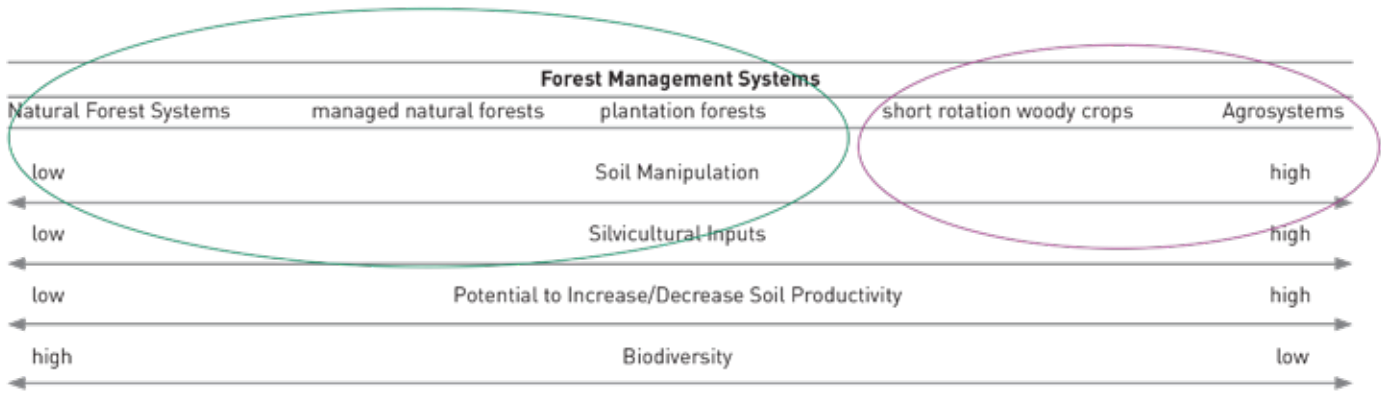 Forest Management Systems
Natural Forest Systems managed natural forests plantation forests short rotation woody crops Agrosystems
low Soil Manipulation high
low Silvicultural Inputs high
low Potential to Increase/Decrease Soil Productivity high
high Biodiversity low